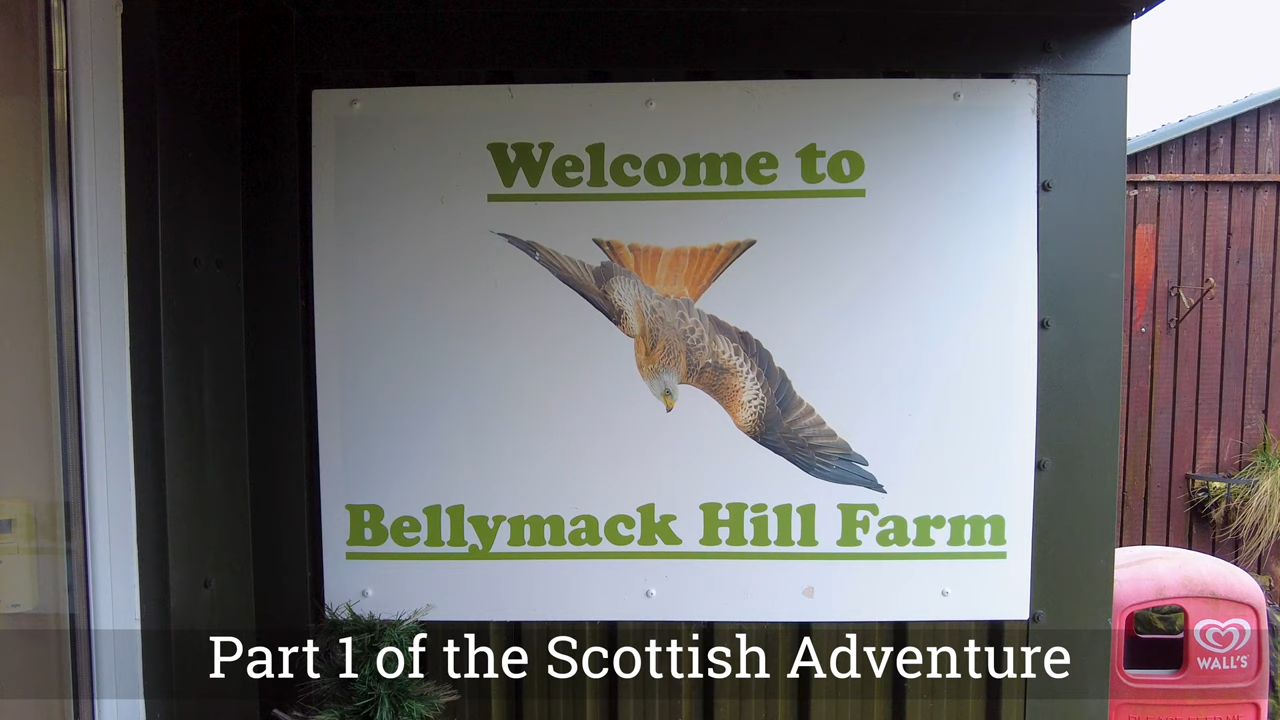 Welcome to
Bellymack Hill Farm
Part 1 of the Scottish Adventure
WALL'S